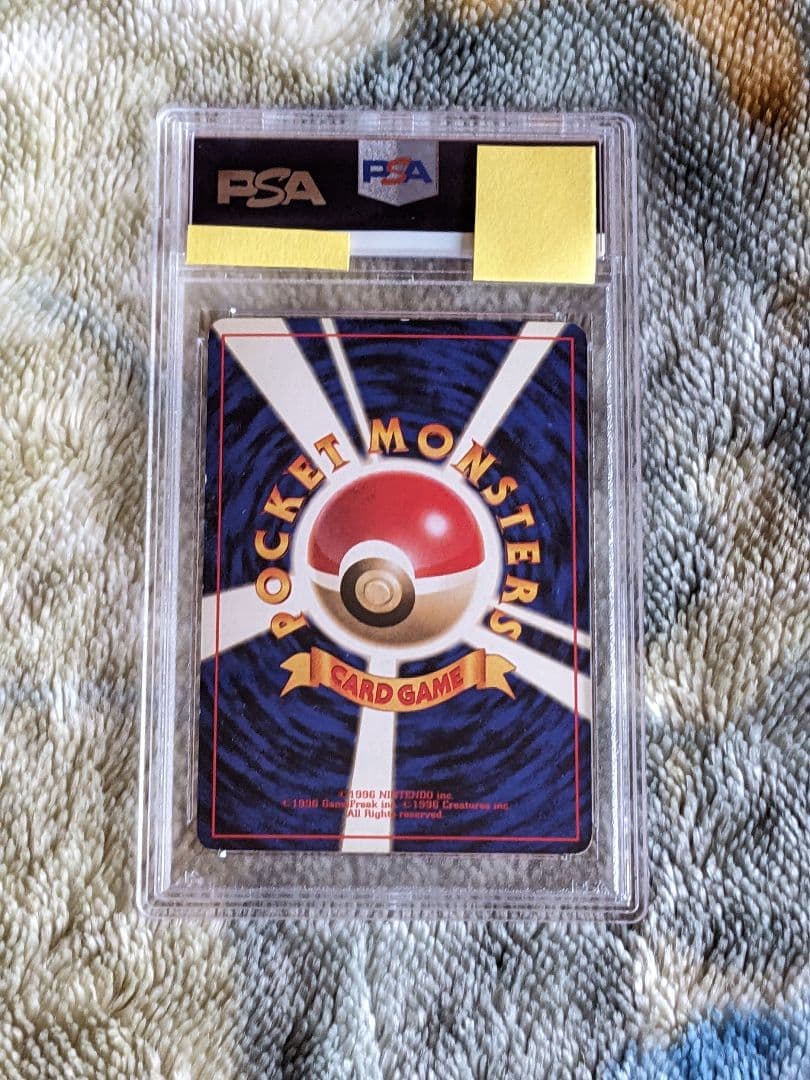 PSA
PSA
POCKET MONSTERS
CARD GAME
©1996 NINTENDO inc.
©1996 GameFreak inc. ©1996 Creatures inc.
All Rights reserved.